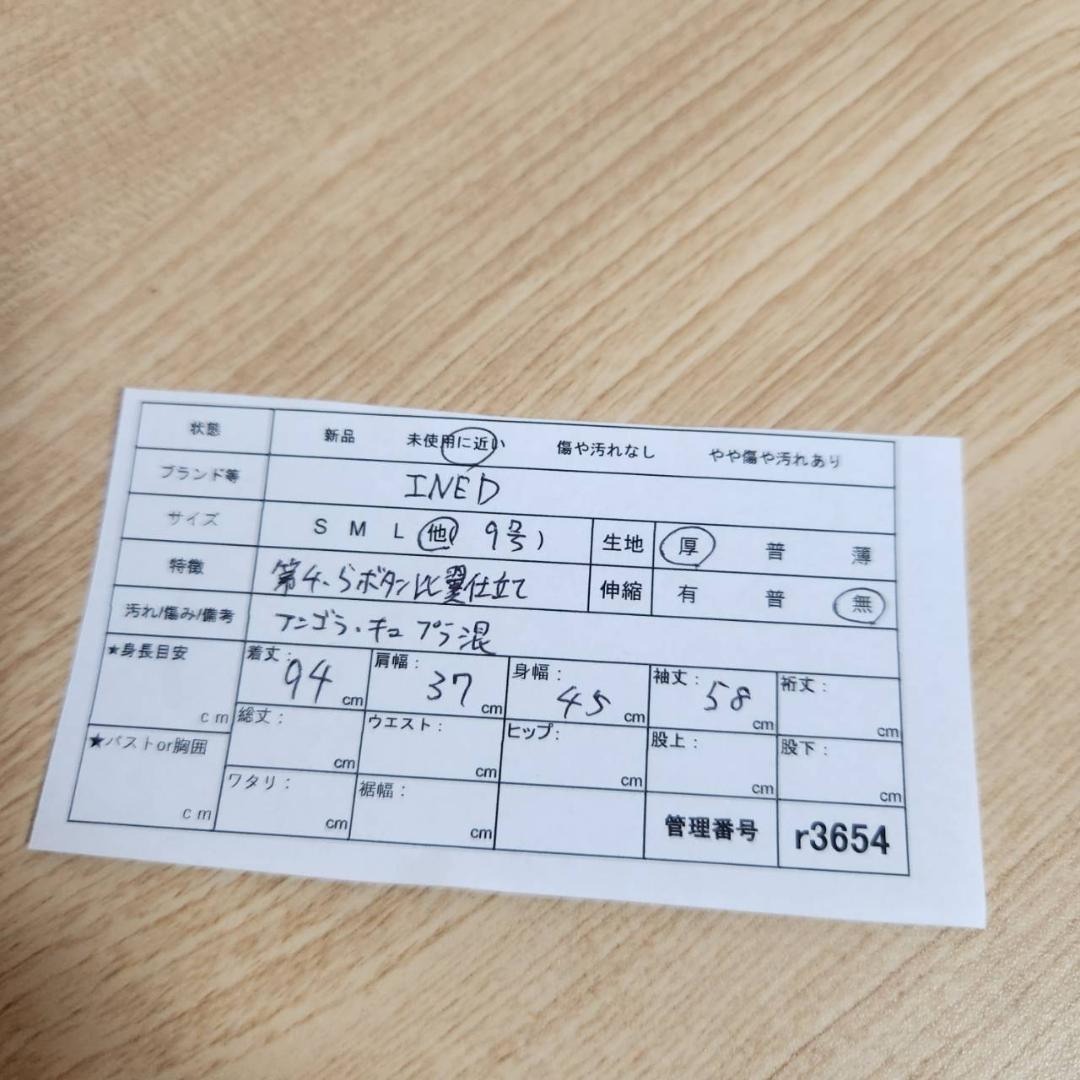 状態 新品 未使用に近い 傷や汚れなし やや傷や汚れあり
ブランド等 INED
サイズ S M L 他 9号) 生地 厚 普 薄
特徴 第4、5ボタン比翼仕立て 伸縮 有 普 無
汚れ/傷み/備考 アンゴラ・キュプラ混
★身長目安 cm 着丈: 94 cm 肩幅: 37 cm 身幅: 45 cm 袖丈: 58 cm 裄丈: cm
総丈: cm ウエスト: cm ヒップ: cm 股上: cm 股下: cm
★バストor胸囲 cm ワタリ: cm 裾幅: cm 管理番号 r3654